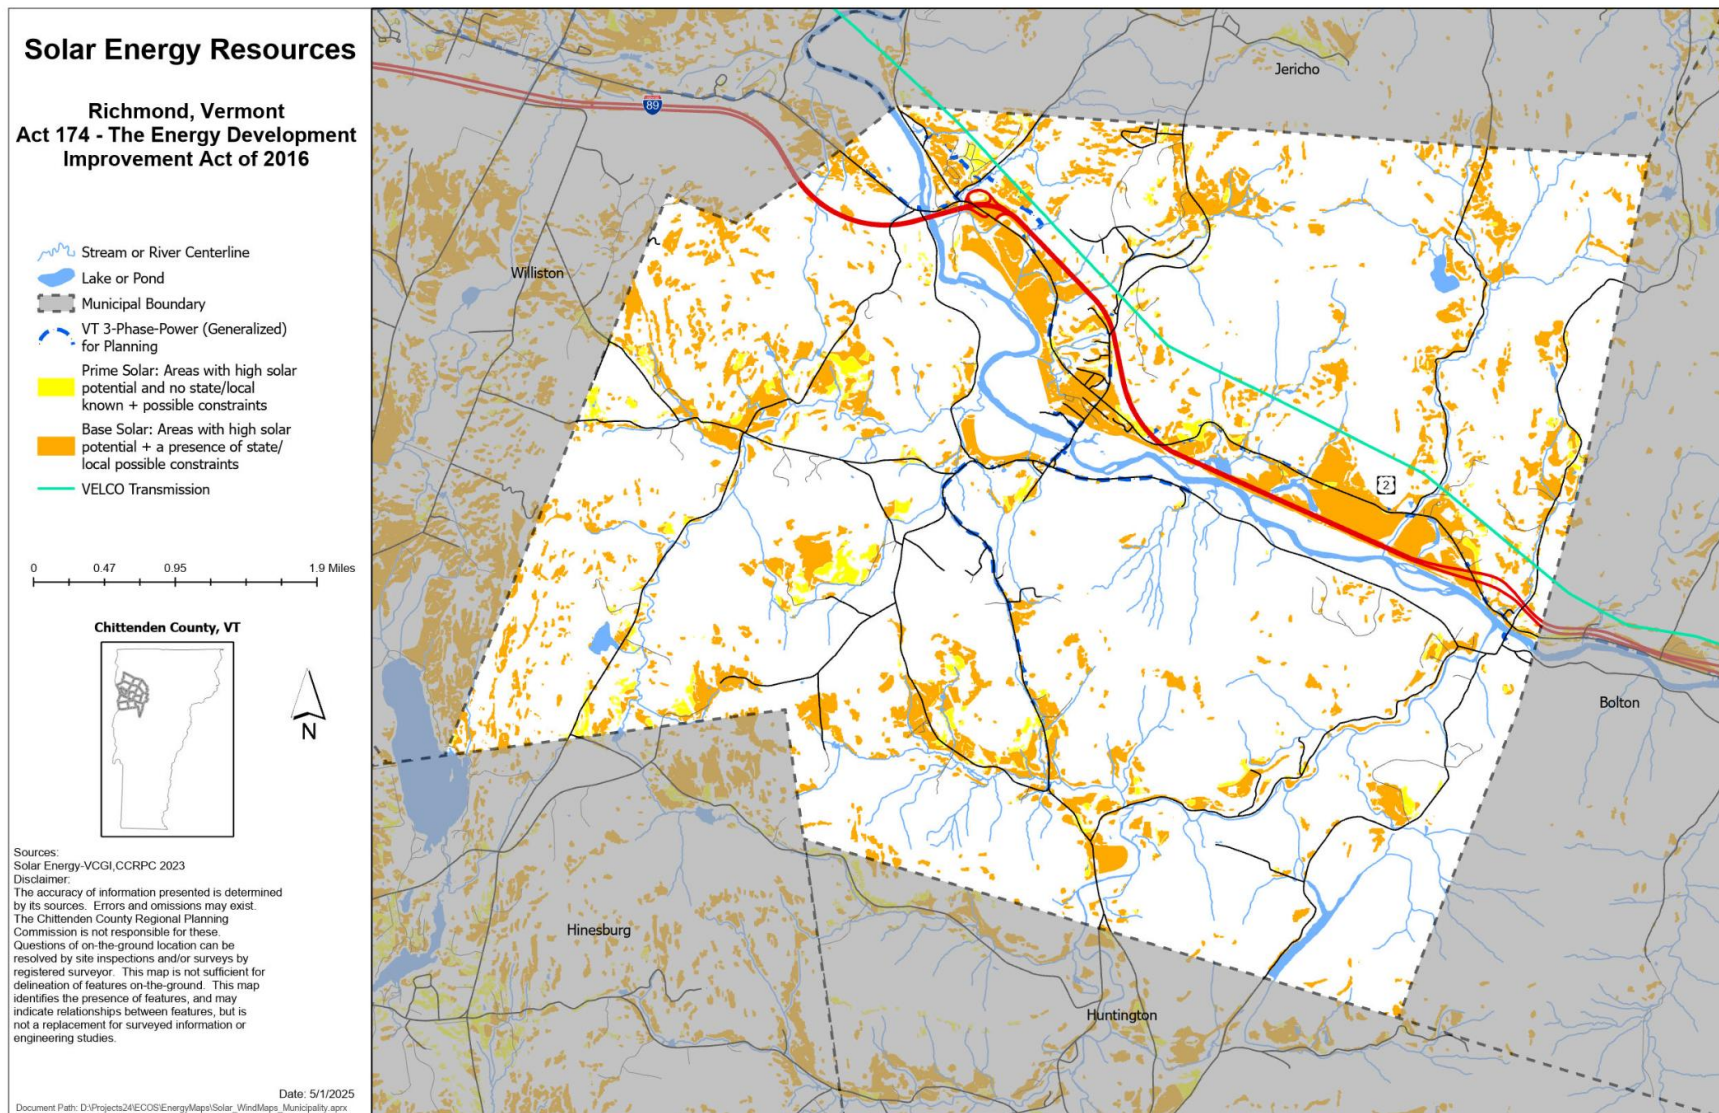 Solar Energy Resources
Richmond, Vermont
Act 174 - The Energy Development
Improvement Act of 2016
Stream or River Centerline
Lake or Pond
Municipal Boundary
VT 3-Phase-Power (Generalized)
for Planning
Prime Solar: Areas with high solar
potential and no state/local
known + possible constraints
Base Solar: Areas with high solar
potential + a presence of state/
local possible constraints
VELCO Transmission
0 0.47 0.95 1.9 Miles
Chittenden County, VT
N
Sources:
Solar Energy-VCGI,CCRPC 2023
Disclaimer:
The accuracy of information presented is determined
by its sources. Errors and omissions may exist.
The Chittenden County Regional Planning
Commission is not responsible for these.
Questions of on-the-ground location can be
resolved by site inspections and/or surveys by
registered surveyor. This map is not sufficient for
delineation of features on-the-ground. This map
identifies the presence of features, and may
indicate relationships between features, but is
not a replacement for surveyed information or
engineering studies.
Date: 5/1/2025
Document Path: D:\Projects24\ECOS\EnergyMaps\Solar_WindMaps_Municipality.aprx
Jericho
89
Williston
2
Bolton
Hinesburg
Huntington